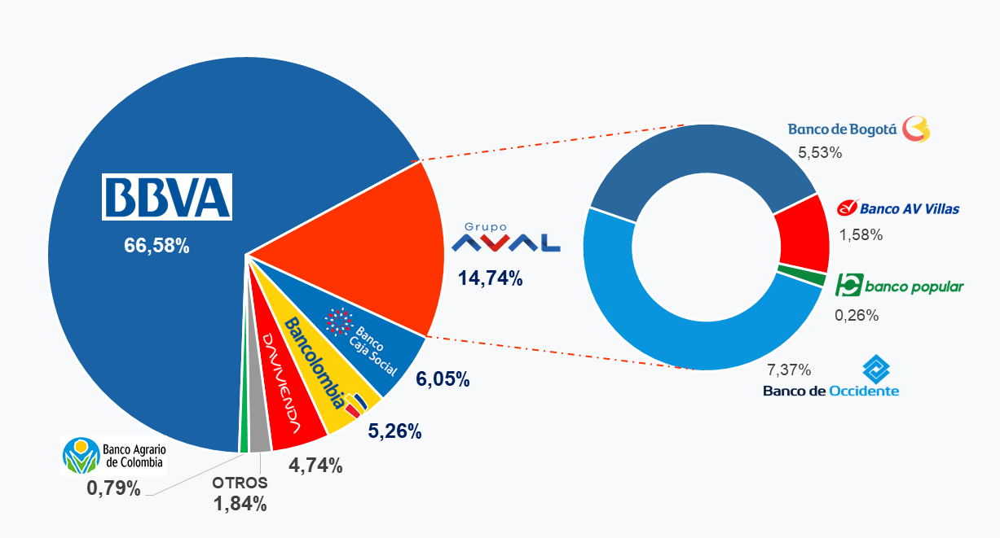 BBVA
66,58%
Grupo
AVAL
14,74%
Banco
Caja Social
6,05%
Bancolombia
5,26%
DAVIVIENDA
4,74%
OTROS
1,84%
Banco Agrario
de Colombia
0,79%
Banco de Bogotá
5,53%
Banco AV Villas
1,58%
banco popular
0,26%
7,37%
Banco de Occidente